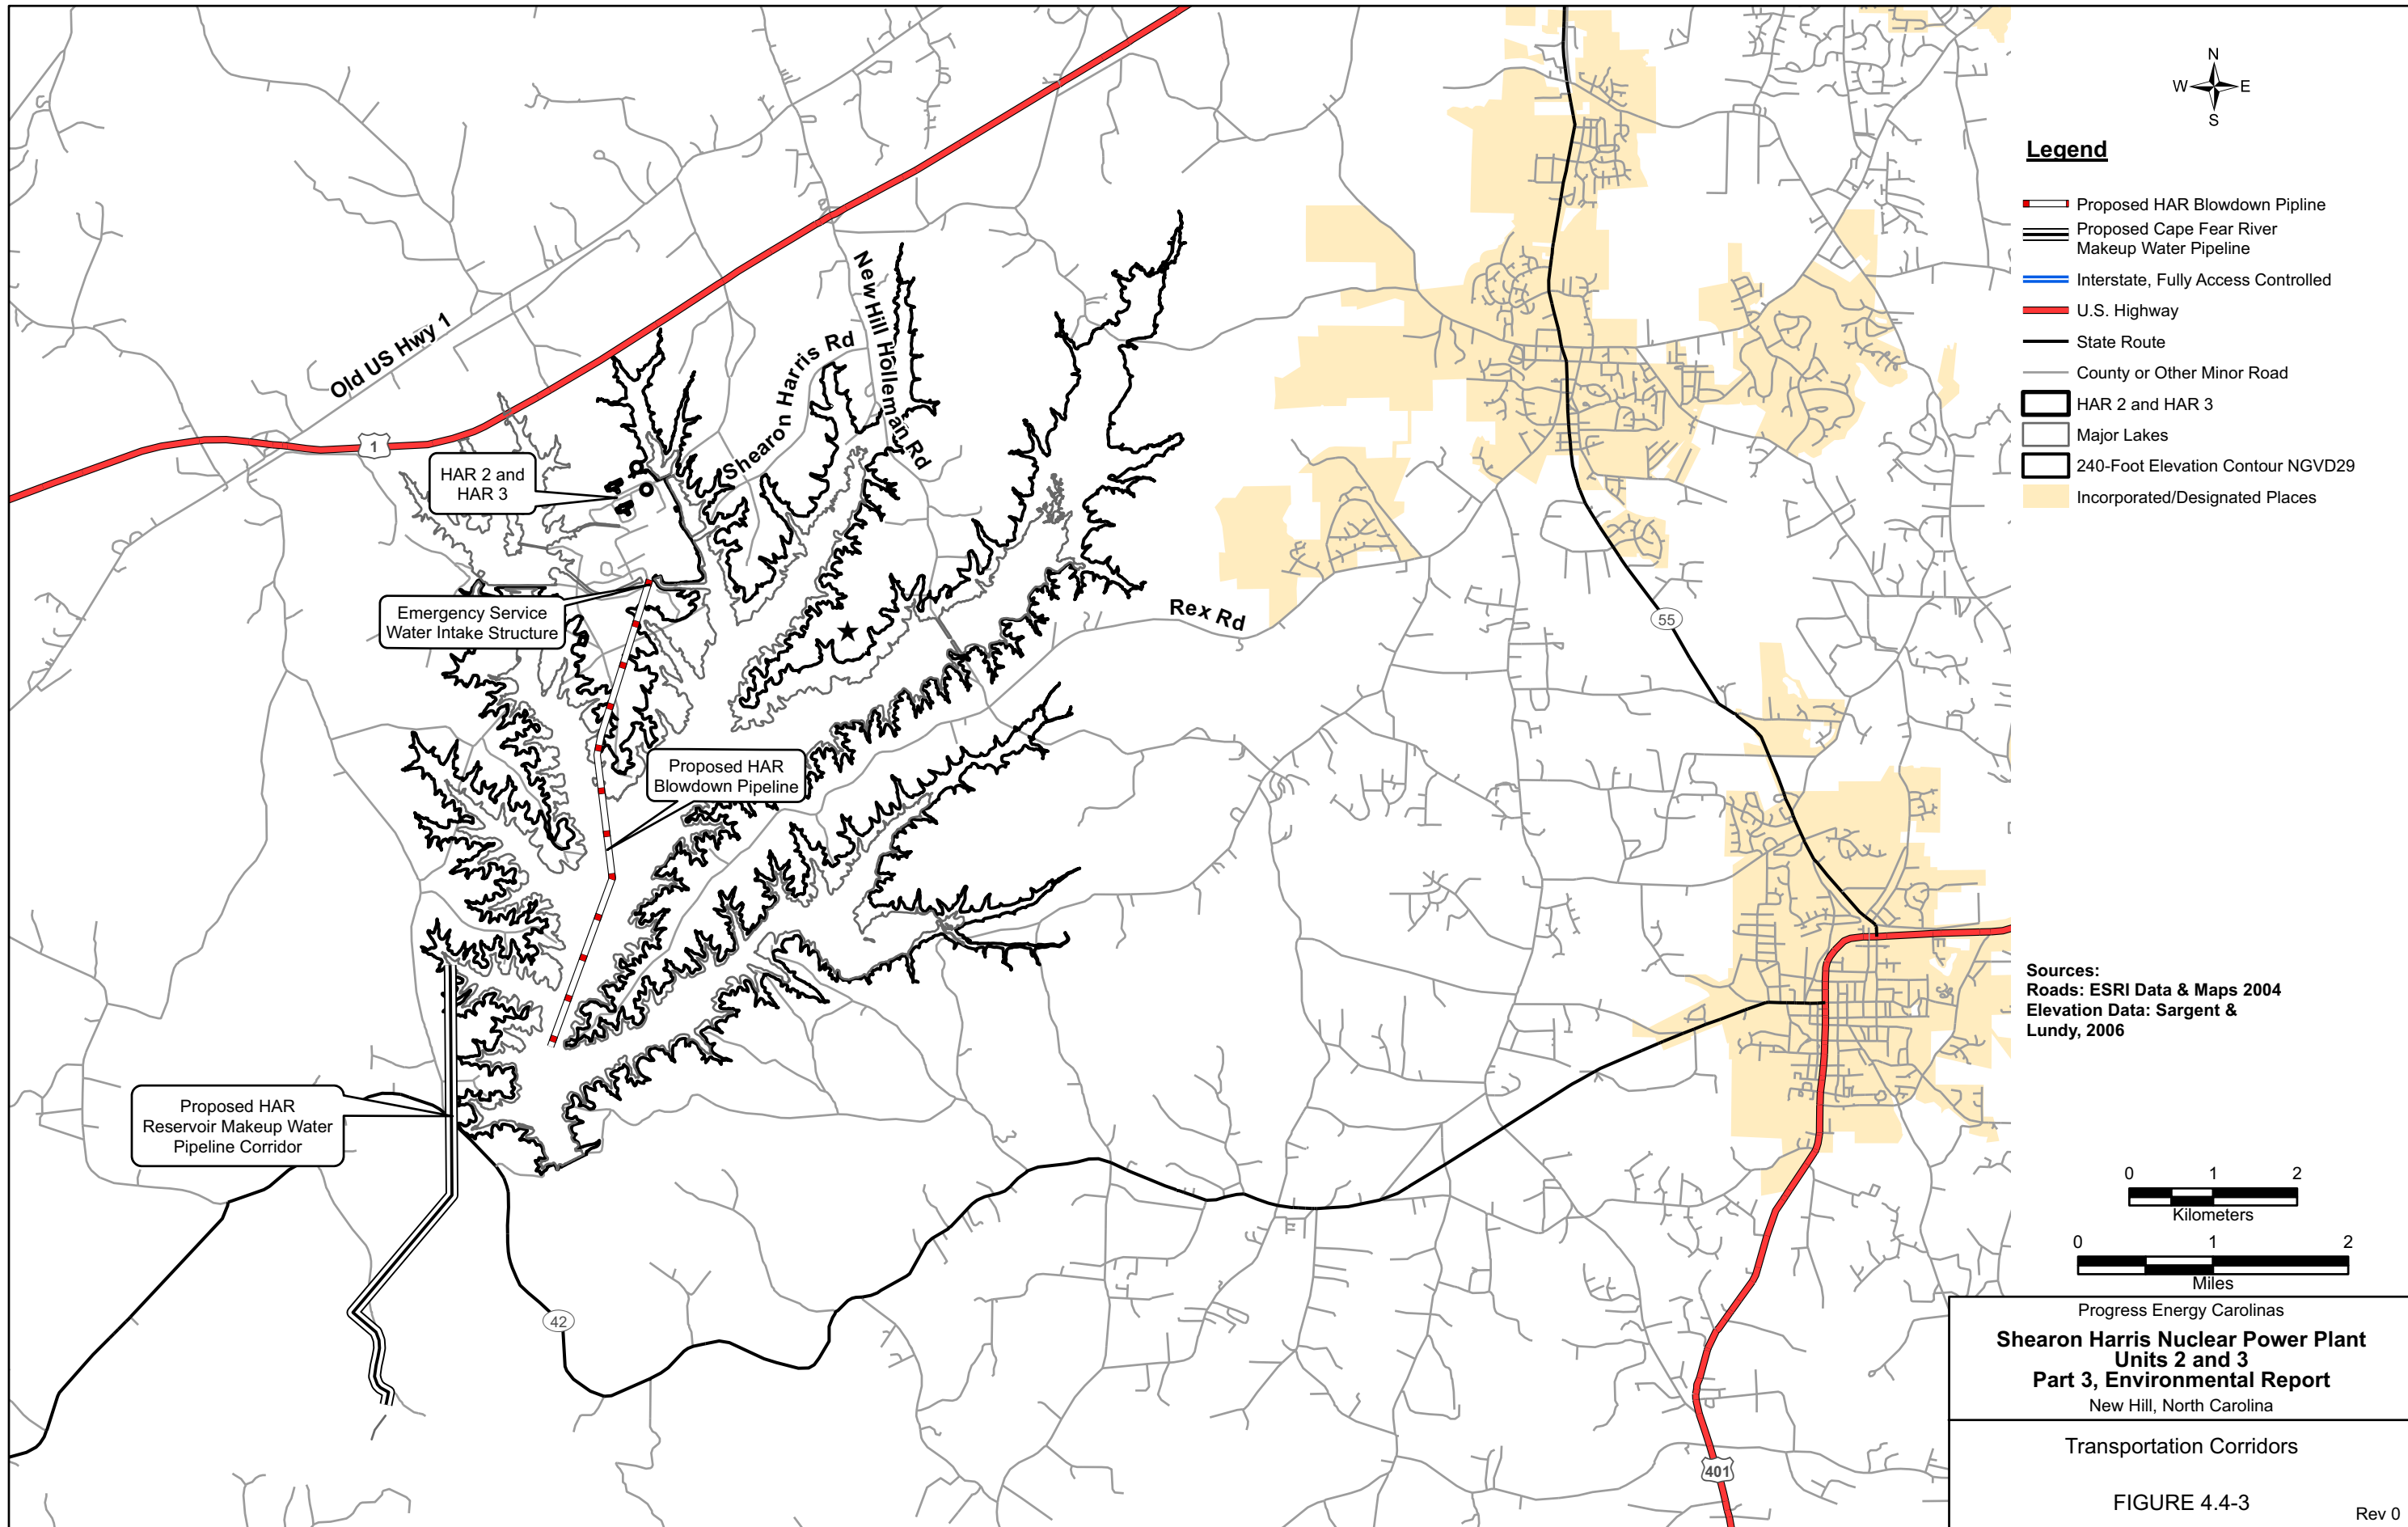 N
W E
S
Legend
Proposed HAR Blowdown Pipline
Proposed Cape Fear River
Makeup Water Pipeline
Interstate, Fully Access Controlled
U.S. Highway
State Route
County or Other Minor Road
HAR 2 and HAR 3
Major Lakes
240-Foot Elevation Contour NGVD29
Incorporated/Designated Places
Old US Hwy 1
1
New Hill Holleman Rd
Shearon Harris Rd
HAR 2 and
HAR 3
Emergency Service
Water Intake Structure
Rex Rd
55
Proposed HAR
Blowdown Pipeline
Proposed HAR
Reservoir Makeup Water
Pipeline Corridor
42
401
Sources:
Roads: ESRI Data & Maps 2004
Elevation Data: Sargent &
Lundy, 2006
0 1 2
Kilometers
0 1 2
Miles
Progress Energy Carolinas
Shearon Harris Nuclear Power Plant
Units 2 and 3
Part 3, Environmental Report
New Hill, North Carolina
Transportation Corridors
FIGURE 4.4-3
Rev 0